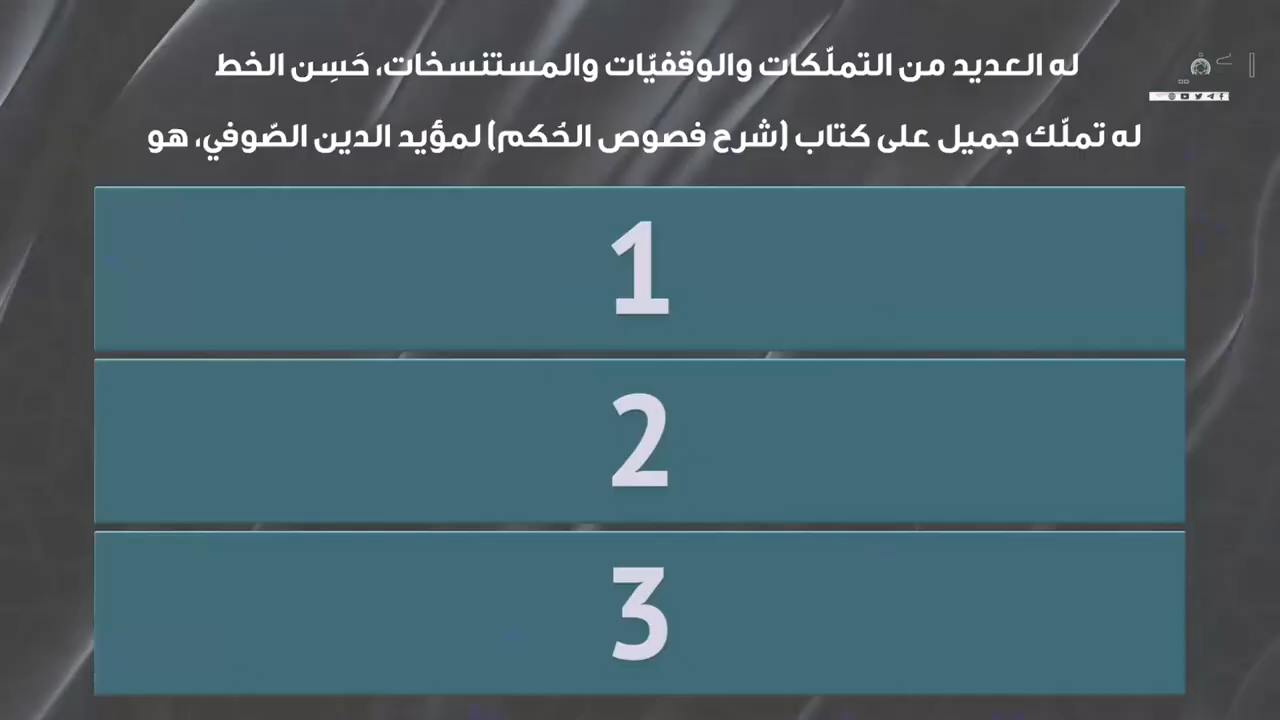 له العديد من التملّكات والوقفيّات والمستنسخات، حَسِن الخط
له تملّك جميل على كتاب (شرح فصوص الحُكم) لمؤيد الدين الصّوفي، هو
1
2
3